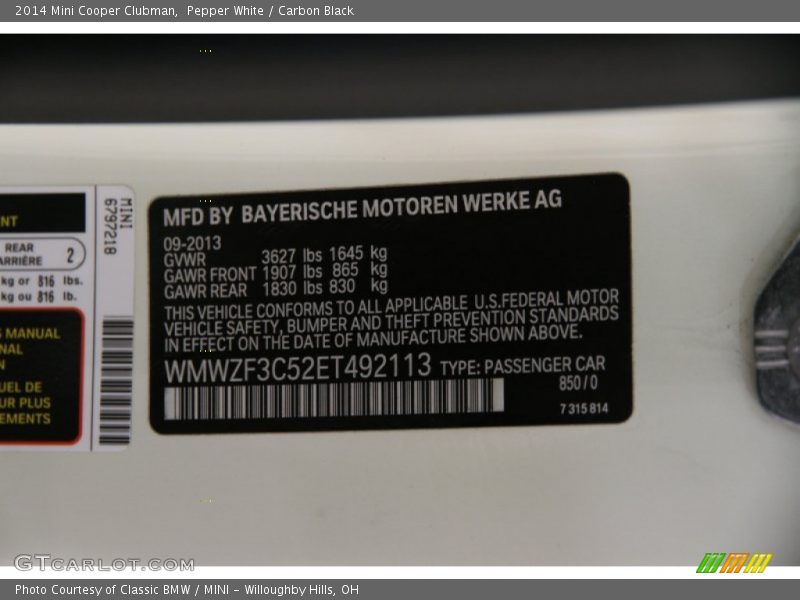 2014 Mini Cooper Clubman, Pepper White / Carbon Black
NT
REAR
ARRIÈRE
2
kg or 816 lbs.
kg ou 816 lb.
S MANUAL
NAL
N
UEL DE
UR PLUS
EMENTS
MINI
6797218
MFD BY BAYERISCHE MOTOREN WERKE AG
09-2013
GVWR 3627 lbs 1645 kg
GAWR FRONT 1907 lbs 865 kg
GAWR REAR 1830 lbs 830 kg
THIS VEHICLE CONFORMS TO ALL APPLICABLE U.S.FEDERAL MOTOR
VEHICLE SAFETY, BUMPER AND THEFT PREVENTION STANDARDS
IN EFFECT ON THE DATE OF MANUFACTURE SHOWN ABOVE.
WMWZF3C52ET492113 TYPE: PASSENGER CAR
850/0
7 315 814
GTCARLOT.COM
Photo Courtesy of Classic BMW / MINI - Willoughby Hills, OH